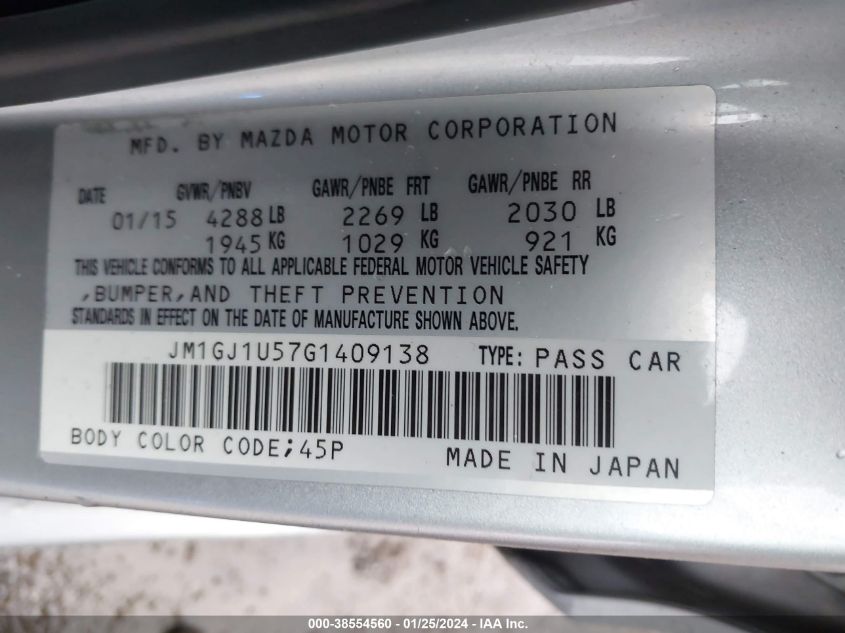 MFD. BY MAZDA MOTOR CORPORATION
DATE GVWR/PNBV GAWR/PNBE FRT GAWR/PNBE RR
01/15 4288 LB 2269 LB 2030 LB
1945 KG 1029 KG 921 KG
THIS VEHICLE CONFORMS TO ALL APPLICABLE FEDERAL MOTOR VEHICLE SAFETY
,BUMPER,AND THEFT PREVENTION
STANDARDS IN EFFECT ON THE DATE OF MANUFACTURE SHOWN ABOVE.
JM1GJ1U57G1409138 TYPE: PASS CAR
BODY COLOR CODE;45P MADE IN JAPAN
000-38554560 - 01/25/2024 - IAA Inc.